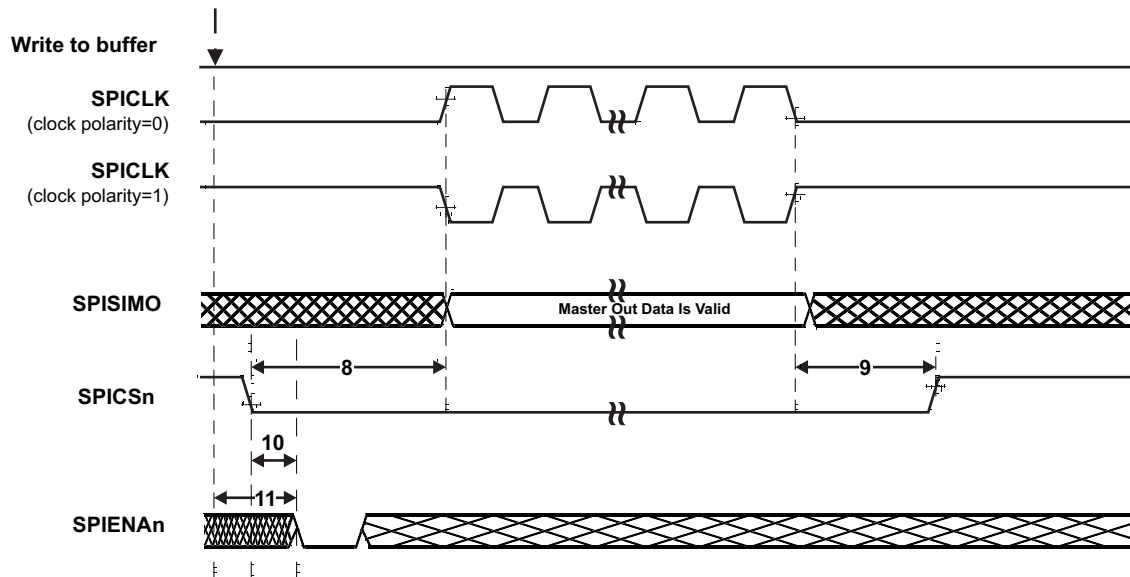 Write to buffer
SPICLK
(clock polarity=0)
SPICLK
(clock polarity=1)
SPISIMO
Master Out Data Is Valid
8
9
SPICSn
10
11
SPIENAn